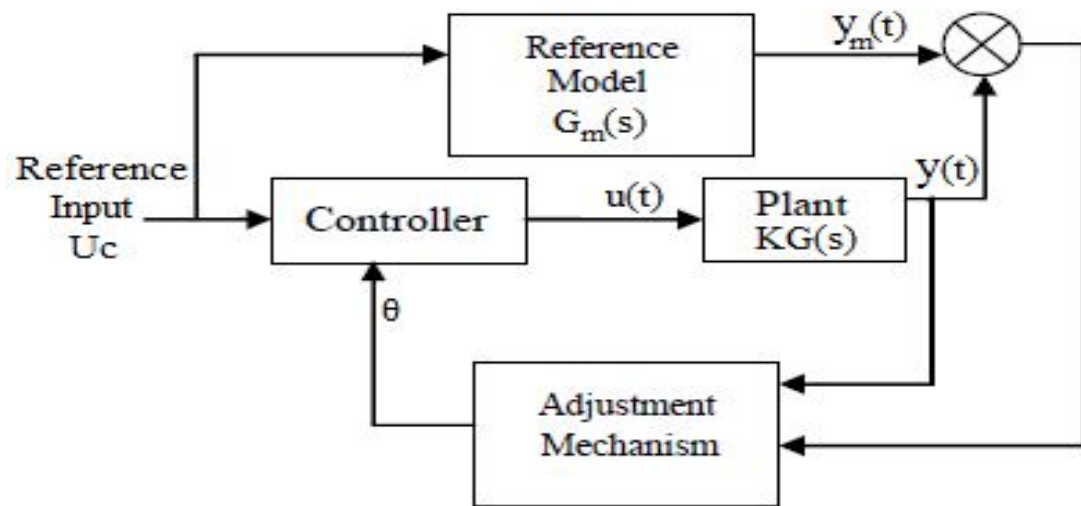 Reference
Model
Gm(s)
ym(t)
Reference
Input
Uc
Controller
u(t)
Plant
KG(s)
y(t)
θ
Adjustment
Mechanism